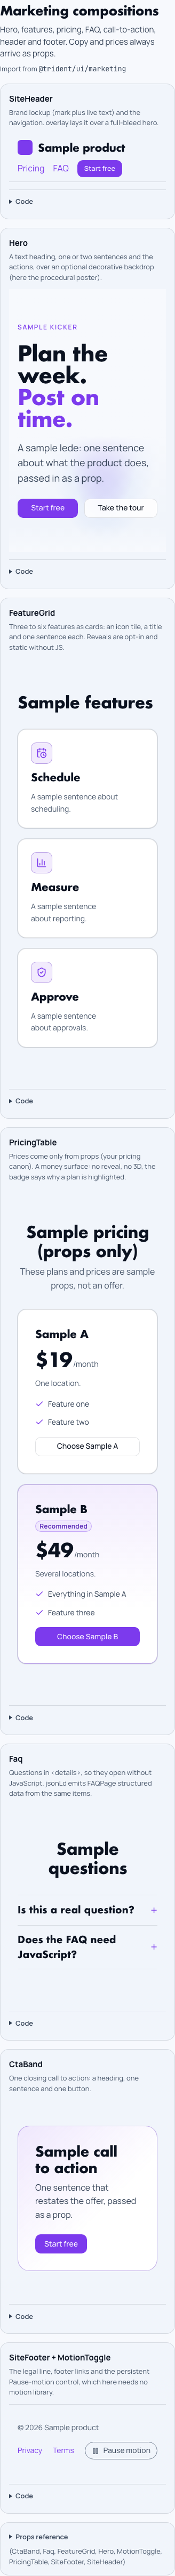 Marketing compositions
Hero, features, pricing, FAQ, call-to-action,
header and footer. Copy and prices always
arrive as props.
Import from @trident/ui/marketing
SiteHeader
Brand lockup (mark plus live text) and the
navigation. overlay lays it over a full-bleed hero.
Sample product
Pricing FAQ Start free
Code
Hero
A text heading, one or two sentences and the
actions, over an optional decorative backdrop
(here the procedural poster).
SAMPLE KICKER
Plan the
week.
Post on
time.
A sample lede: one sentence
about what the product does,
passed in as a prop.
Start free Take the tour
Code
FeatureGrid
Three to six features as cards: an icon tile, a title
and one sentence each. Reveals are opt-in and
static without JS.
Sample features
Schedule
A sample sentence about
scheduling.
Measure
A sample sentence
about reporting.
Approve
A sample sentence
about approvals.
Code
PricingTable
Prices come only from props (your pricing
canon). A money surface: no reveal, no 3D, the
badge says why a plan is highlighted.
Sample pricing
(props only)
These plans and prices are sample
props, not an offer.
Sample A
$19/month
One location.
Feature one
Feature two
Choose Sample A
Sample B
Recommended
$49/month
Several locations.
Everything in Sample A
Feature three
Choose Sample B
Code
Faq
Questions in <details>, so they open without
JavaScript. jsonLd emits FAQPage structured
data from the same items.
Sample
questions
Is this a real question? +
Does the FAQ need
JavaScript? +
Code
CtaBand
One closing call to action: a heading, one
sentence and one button.
Sample call
to action
One sentence that
restates the offer, passed
as a prop.
Start free
Code
SiteFooter + MotionToggle
The legal line, footer links and the persistent
Pause-motion control, which here needs no
motion library.
© 2026 Sample product
Privacy Terms Pause motion
Code
Props reference
(CtaBand, Faq, FeatureGrid, Hero, MotionToggle,
PricingTable, SiteFooter, SiteHeader)